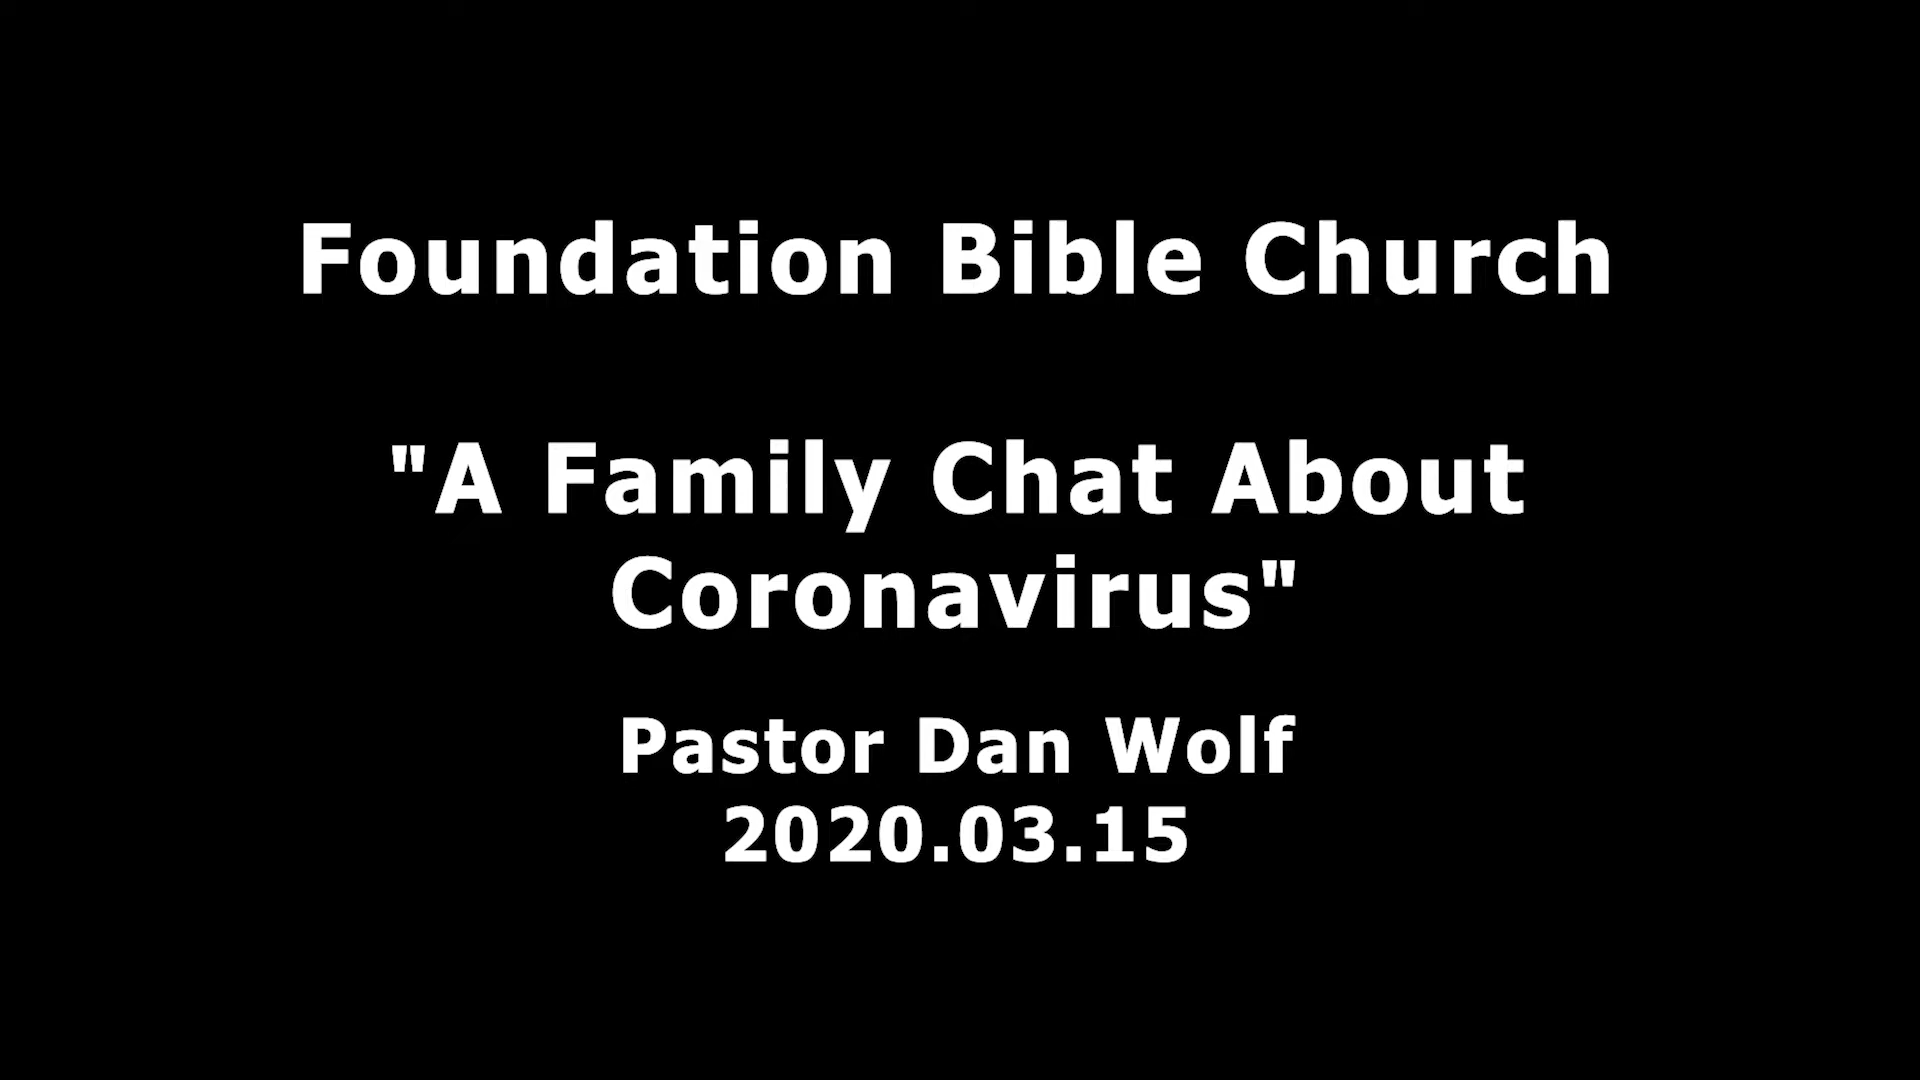 Foundation Bible Church
"A Family Chat About
Coronavirus"
Pastor Dan Wolf
2020.03.15